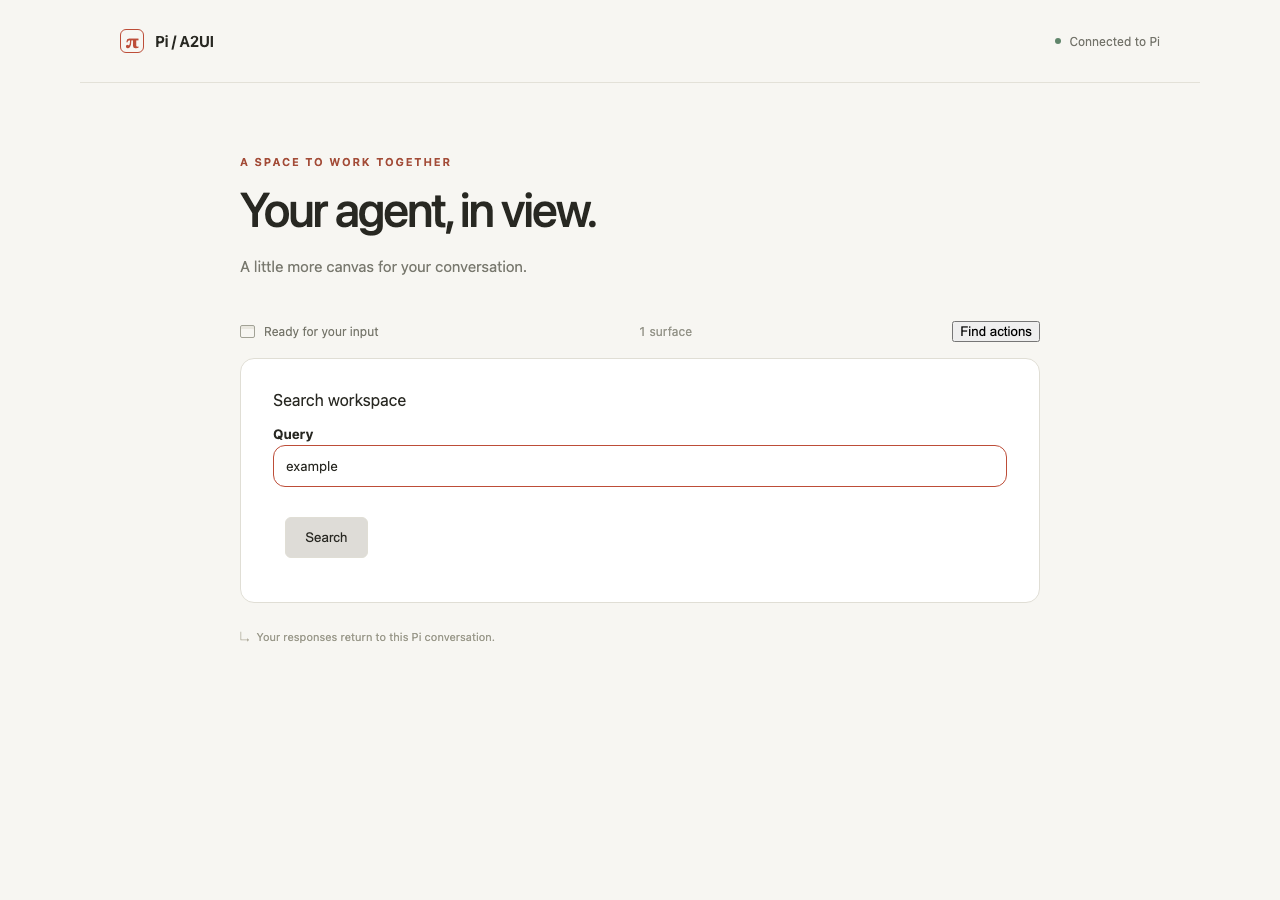 π Pi / A2UI
Connected to Pi
A SPACE TO WORK TOGETHER
Your agent, in view.
A little more canvas for your conversation.
Ready for your input
1 surface
Find actions
Search workspace
Query
example
Search
Your responses return to this Pi conversation.